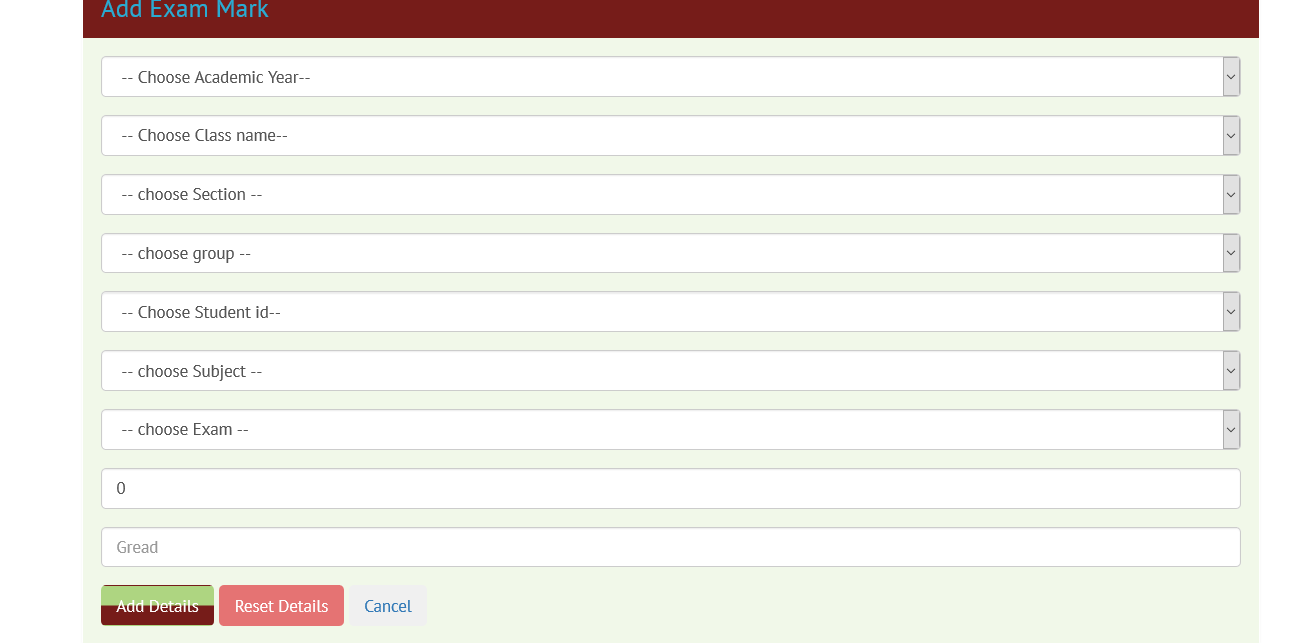 Add Exam Mark
-- Choose Academic Year--
-- Choose Class name--
-- choose Section --
-- choose group --
-- Choose Student id--
-- choose Subject --
-- choose Exam --
0
Gread
Add Details Reset Details Cancel